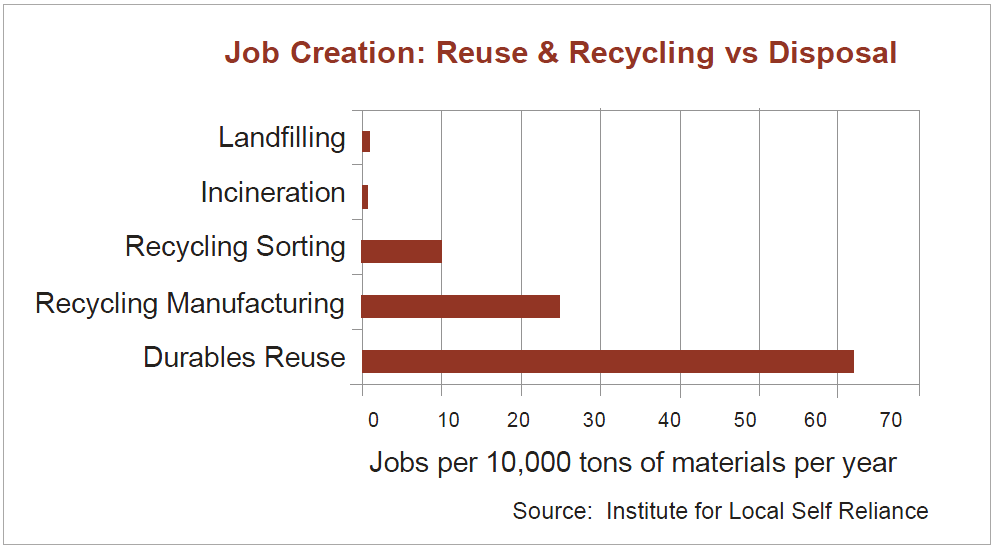 Job Creation: Reuse & Recycling vs Disposal
Landfilling
Incineration
Recycling Sorting
Recycling Manufacturing
Durables Reuse
0 10 20 30 40 50 60 70
Jobs per 10,000 tons of materials per year
Source: Institute for Local Self Reliance